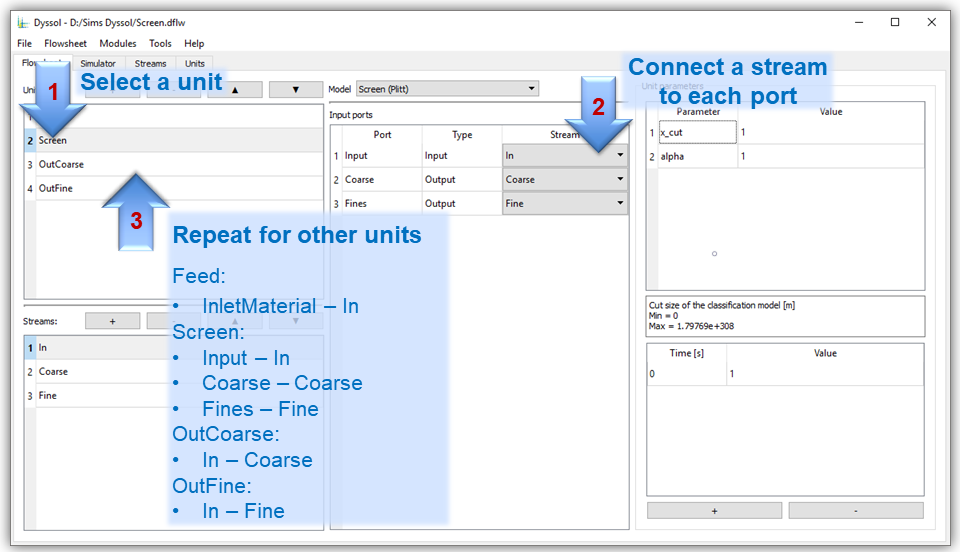 Dyssol - D:/Sims Dyssol/Screen.dflw
File Flowsheet Modules Tools Help
Simulator Streams Units
1
Select a unit
▲ ▼
2 Screen
3 OutCoarse
4 OutFine
3
Model Screen (Plitt)
Input ports
Port Type Stream
1 Input Input In
2 Coarse Output Coarse
3 Fines Output Fine
2
Connect a stream
to each port
Unit parameters
Parameter Value
1 x_cut 1
2 alpha 1
Repeat for other units
Feed:
• InletMaterial – In
Screen:
• Input – In
• Coarse – Coarse
• Fines – Fine
OutCoarse:
• In – Coarse
OutFine:
• In – Fine
Streams: + - ▲ ▼
1 In
2 Coarse
3 Fine
Cut size of the classification model [m]
Min = 0
Max = 1.79769e+308
Time [s] Value
0 1
+ -